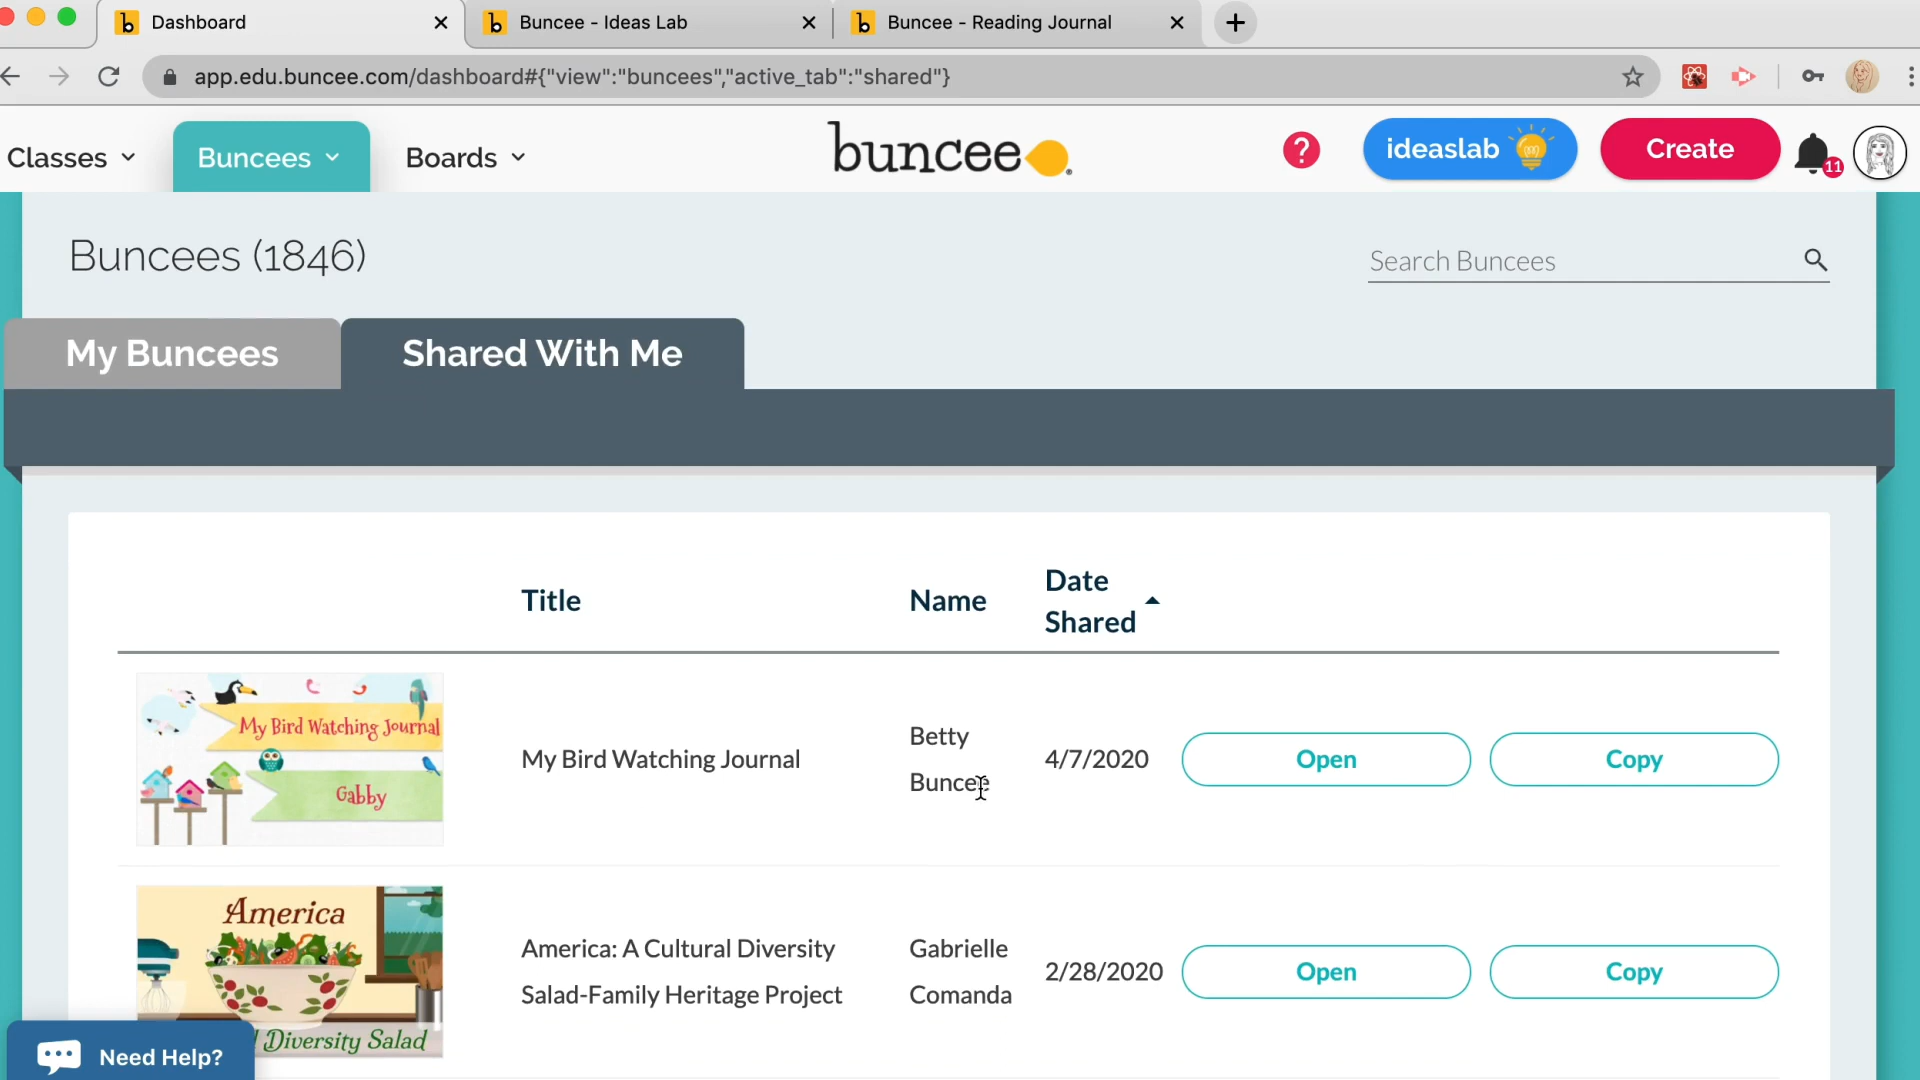 Dashboard
Buncee - Ideas Lab
Buncee - Reading Journal
app.edu.buncee.com/dashboard#{"view":"buncees","active_tab":"shared"}
Classes
Buncees
Boards
buncee
?
ideaslab
Create
11
Buncees (1846)
Search Buncees
My Buncees
Shared With Me
Title
Name
Date
Shared
My Bird Watching Journal
Gabby
My Bird Watching Journal
Betty
Buncee
4/7/2020
Open
Copy
America
Diversity Salad
America: A Cultural Diversity
Salad-Family Heritage Project
Gabrielle
Comanda
2/28/2020
Open
Copy
Need Help?